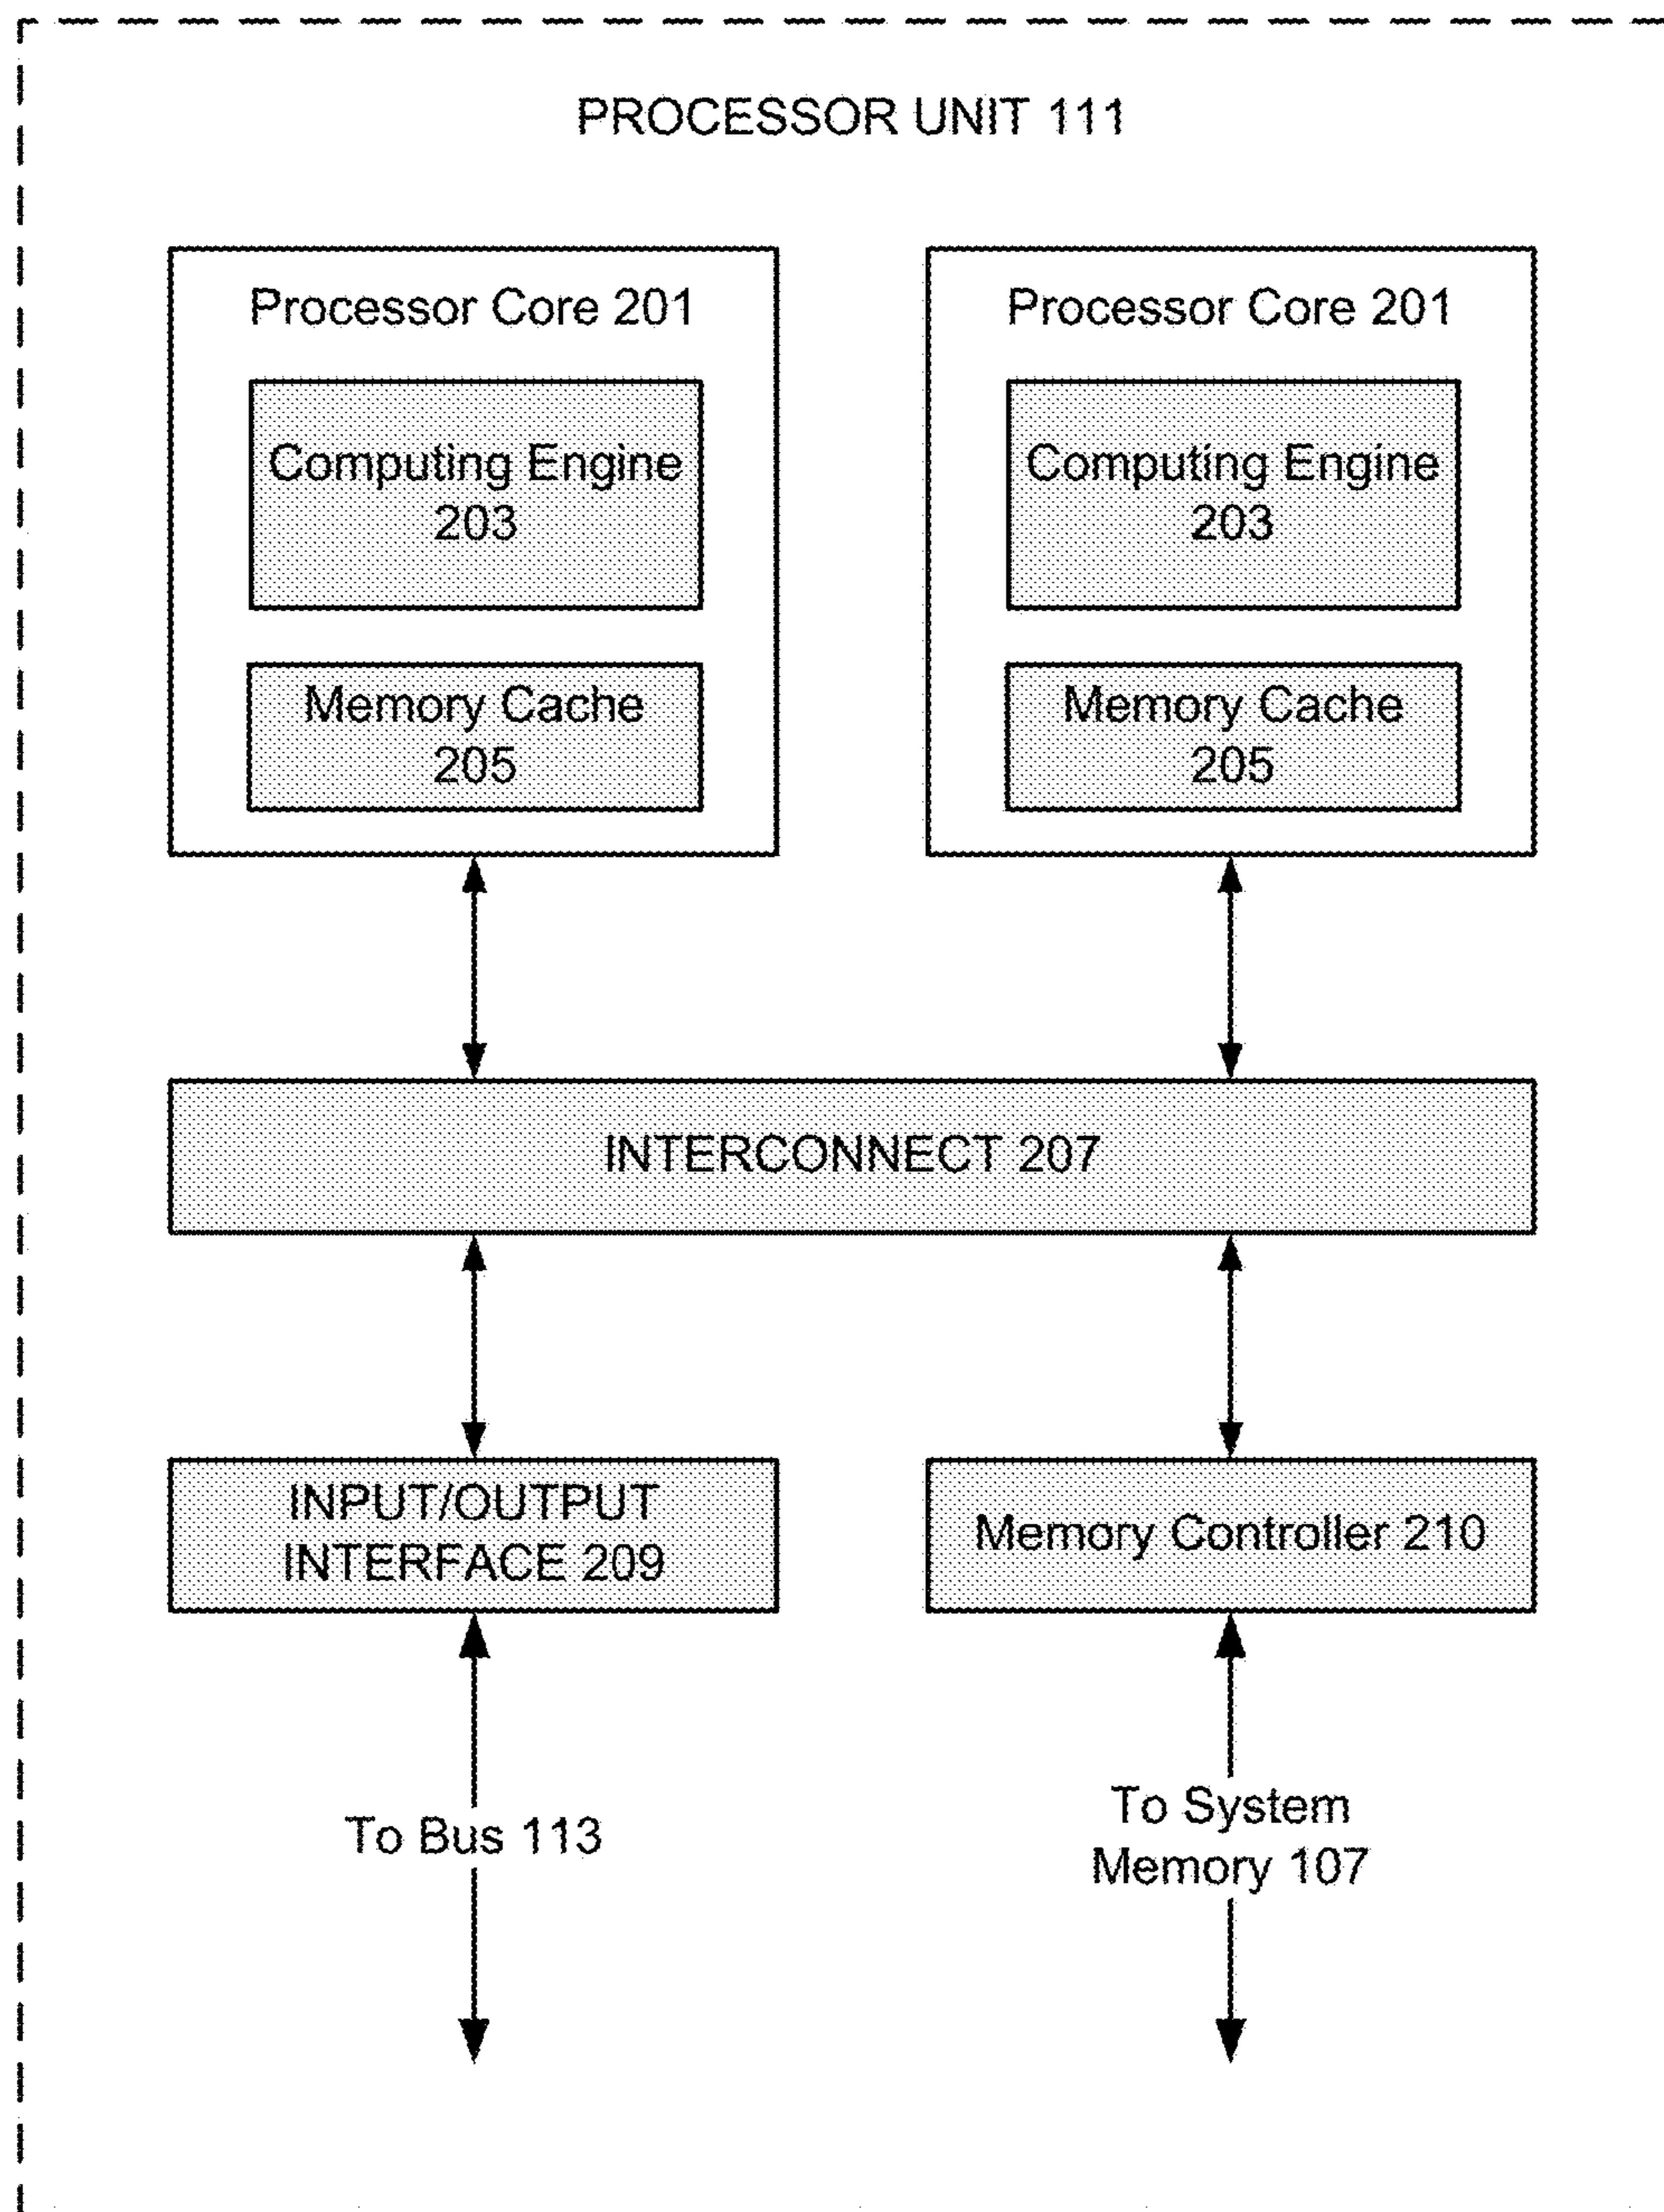 PROCESSOR UNIT 111
Processor Core 201
Computing Engine
203
Memory Cache
205
Processor Core 201
Computing Engine
203
Memory Cache
205
INTERCONNECT 207
INPUT/OUTPUT
INTERFACE 209
Memory Controller 210
To Bus 113
To System
Memory 107